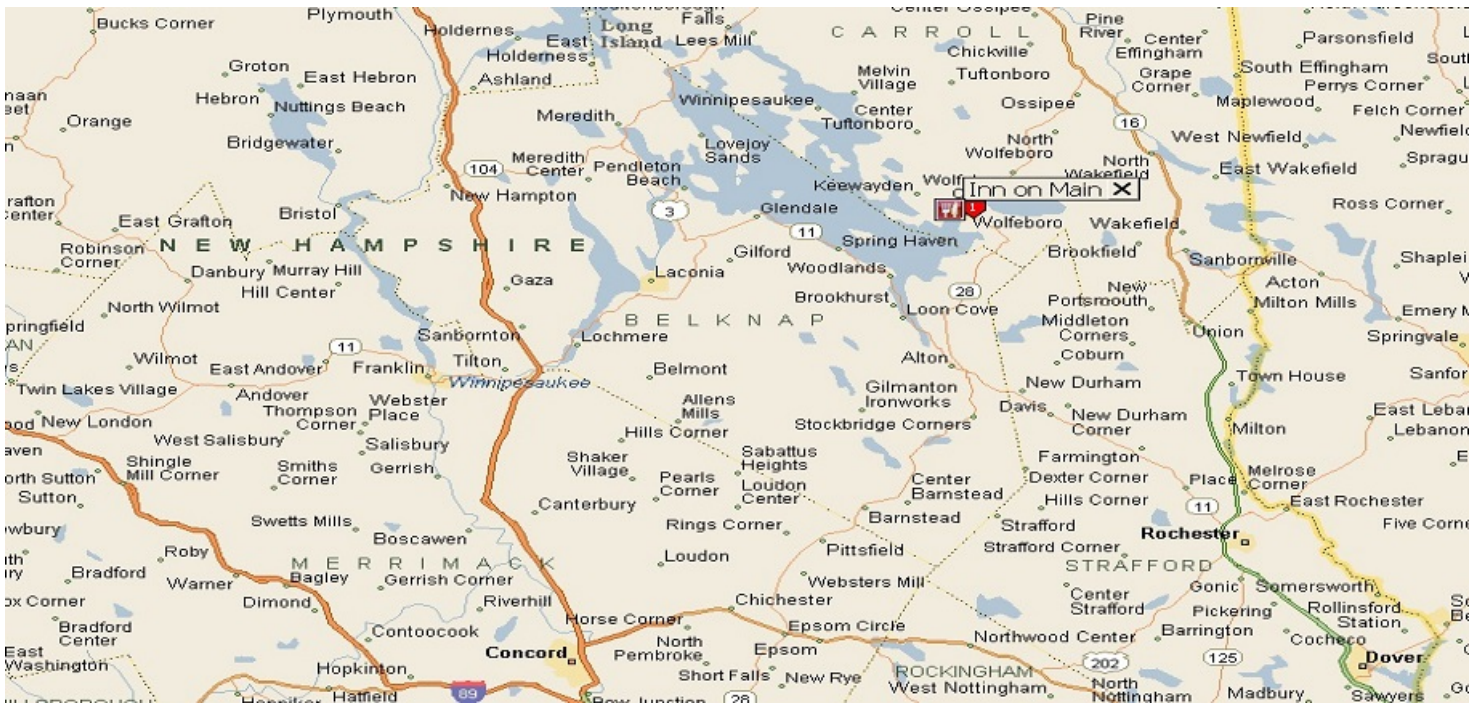 Bucks Corner
Plymouth
Holdernes
East
Holderness
Long
Island
Falls
Lees Mill
CARROLL
Center Ossipee
Chickville
Pine
River
Center
Effingham
Parsonsfield
Groton
East Hebron
Ashland
Melvin
Village
Tuftonboro
Grape
Corner
South Effingham
Perrys Corner
Hebron
Nuttings Beach
Meredith
Winnipesaukee
Center
Tuftonboro
Ossipee
Maplewood
Felch Corner
Orange
Bridgewater
16
North
Wolfeboro
West Newfield
104
Meredith
Center
Pendleton
Beach
Lovejoy
Sands
Keewayden
North
Wakefield
East Wakefield
Inn on Main
1
New Hampton
Bristol
East Grafton
3
Glendale
Wolfeboro
Wakefield
Ross Corner
Robinson
Corner
NEW HAMPSHIRE
11
Spring Haven
Brookfield
Gilford
Woodlands
Sanbornville
Danbury
Murray Hill
Hill Center
Gaza
Laconia
Acton
Milton Mills
North Wilmot
Brookhurst
28
Loon Cove
New
Portsmouth
Middleton
Corners
Coburn
BELKNAP
Union
Springvale
Sanbornton
Lochmere
11
Wilmot
East Andover
Franklin
Tilton
Winnipesaukee
Belmont
Alton
Gilmanton
Ironworks
New Durham
Town House
Twin Lakes Village
Andover
Thompson
Corner
Webster
Place
Allens
Mills
Davis
New Durham
Corner
New London
West Salisbury
Salisbury
Hills Corner
Stockbridge Corners
Milton
Shingle
Mill Corner
Smiths
Corner
Gerrish
Shaker
Village
Sabattus
Heights
Farmington
Dexter Corner
Melrose
Corner
Sutton
Pearls
Corner
Loudon
Center
Center
Barnstead
Hills Corner
Place
East Rochester
Canterbury
11
Swetts Mills
Boscawen
Rings Corner
Barnstead
Strafford
Rochester
Roby
Loudon
Pittsfield
Strafford Corner
MERRIMACK
STRAFFORD
Bradford
Warner
Bagley
Gerrish Corner
Websters Mill
Gonic
Somersworth
Dimond
Riverhill
Chichester
Center
Strafford
Pickering
Rollinsford
Station
Bradford
Center
Contoocook
Horse Corner
Epsom Circle
Northwood Center
Barrington
Cocheco
East
Washington
Hopkinton
Concord
North
Pembroke
Epsom
202
125
Dover
89
Short Falls
New Rye
ROCKINGHAM
West Nottingham
North
Nottingham
Madbury
Sawyers
Hatfield
28